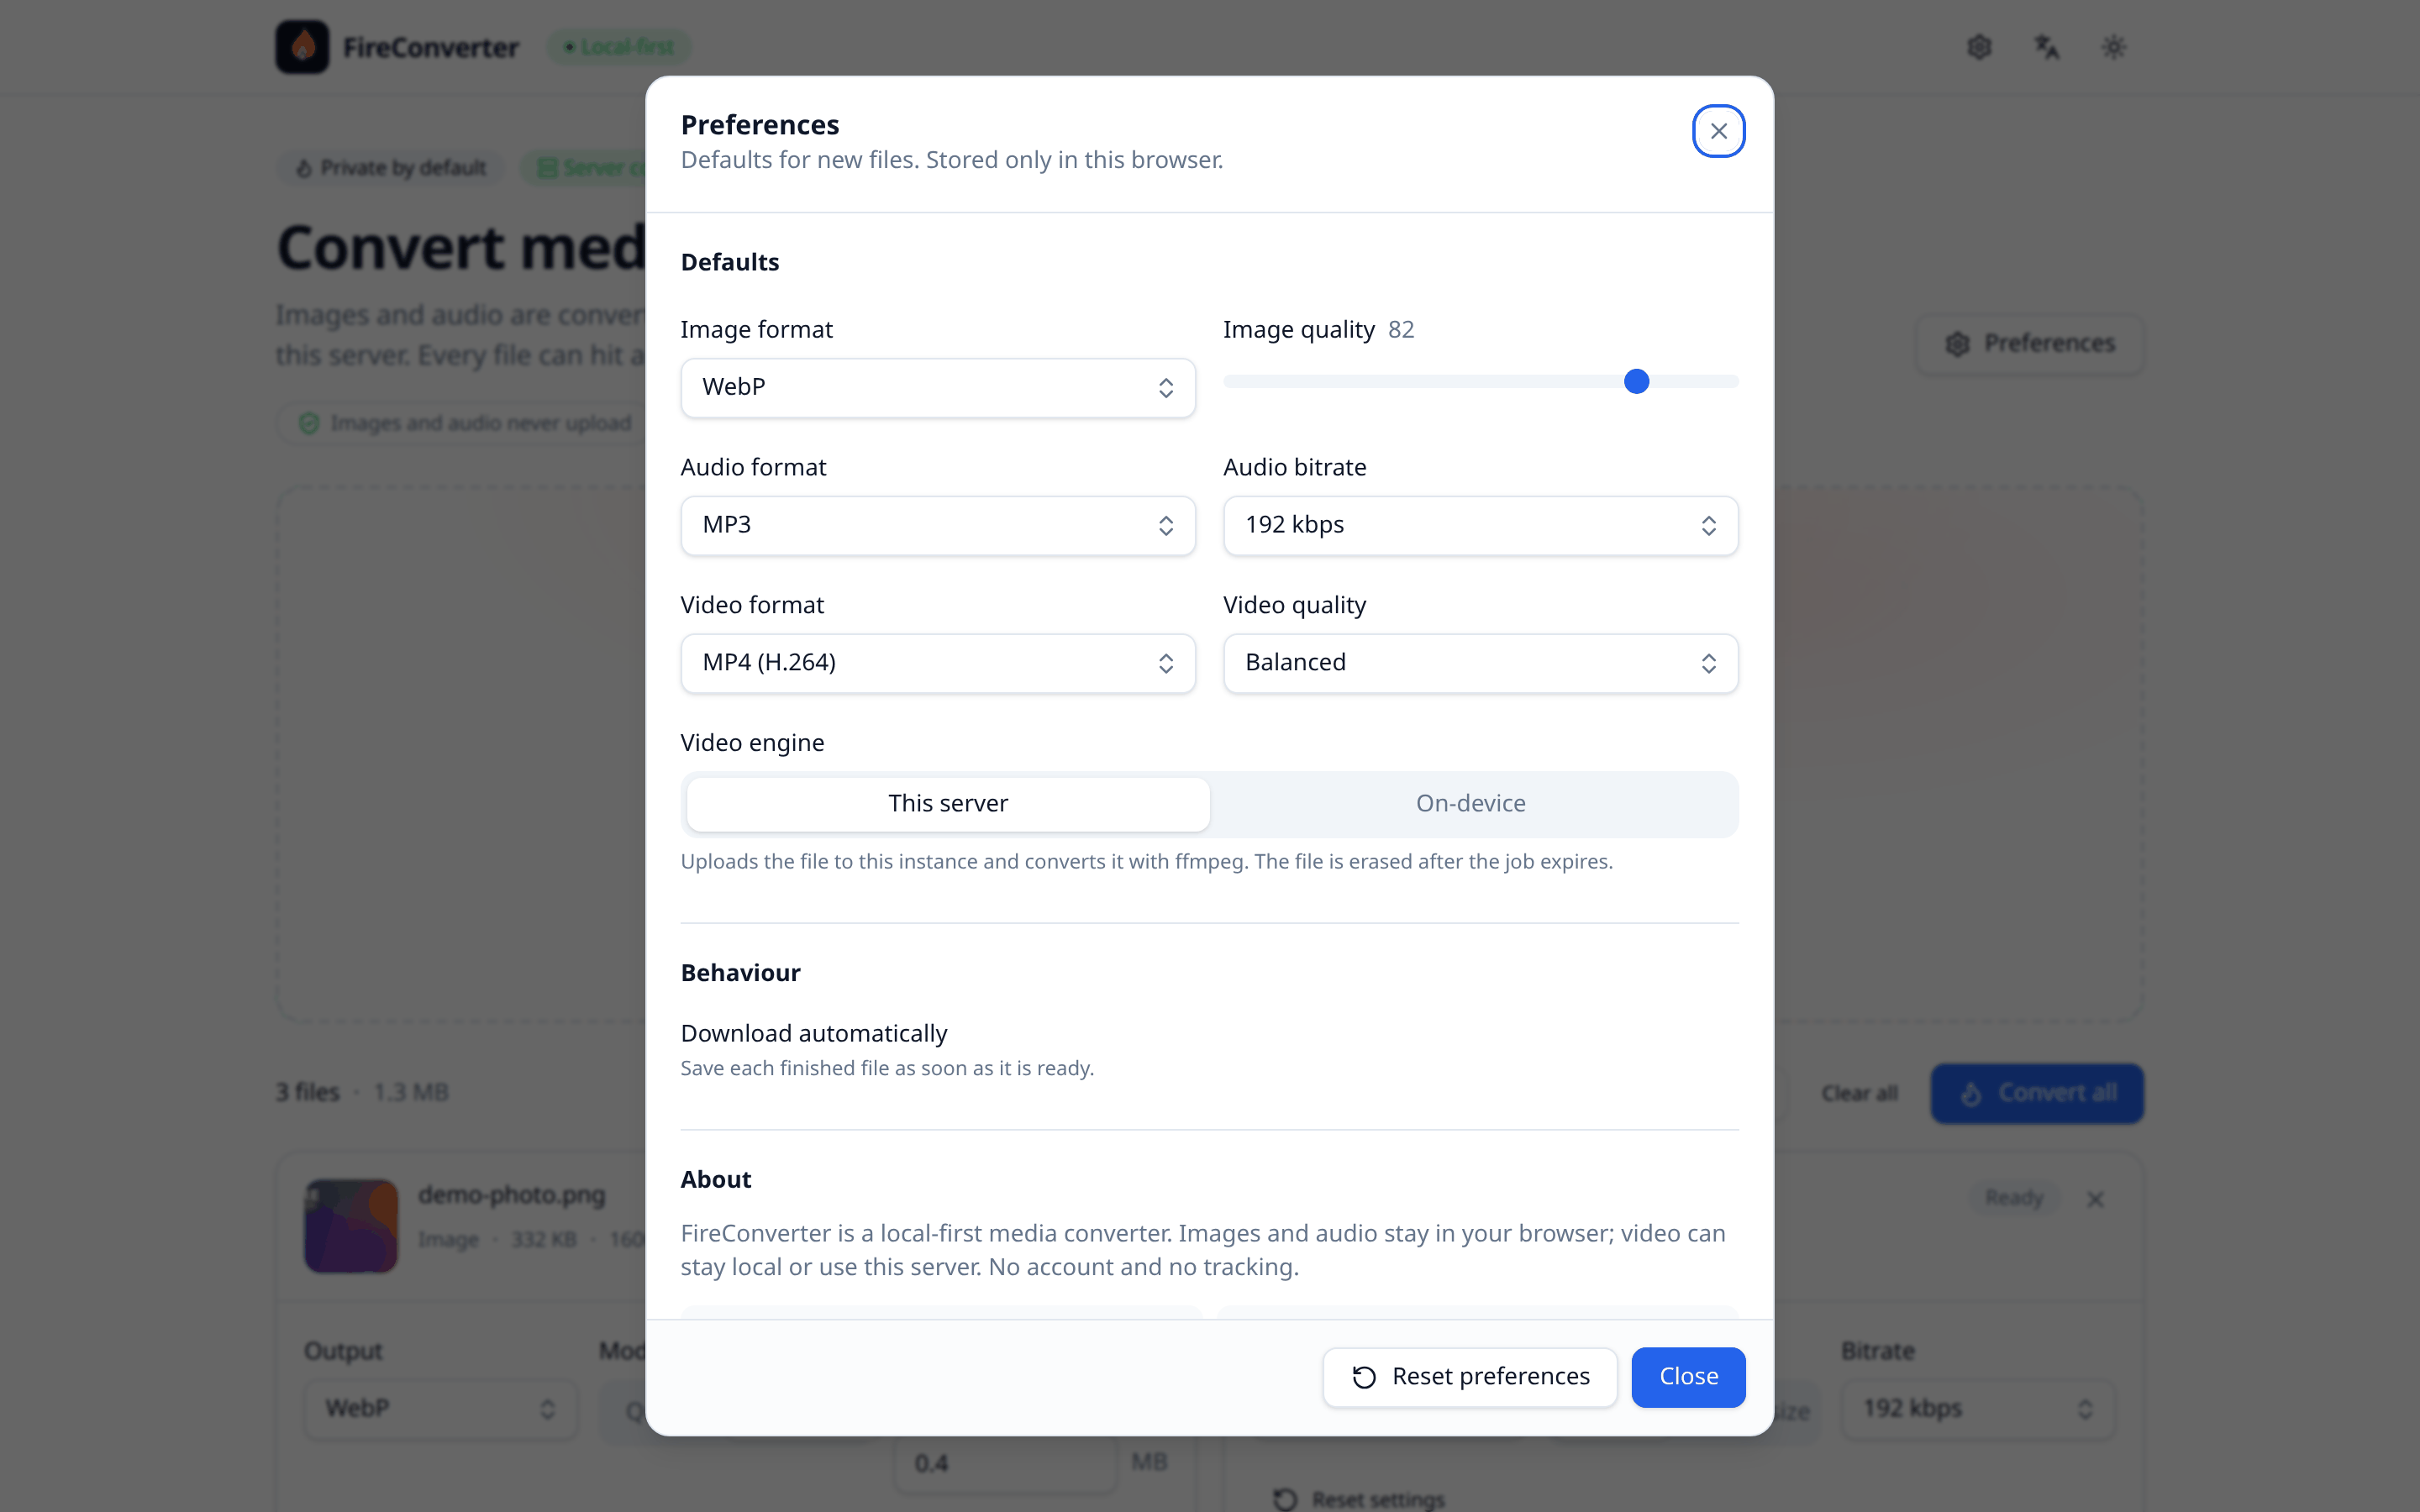 FireConverter
Local-first
Private by default
Server
Convert
Images and audio are
this server. Every file can hit a
Preferences
Images and audio never upload
Preferences
Defaults for new files. Stored only in this browser.
Defaults
Image format
Image quality 82
WebP
Audio format
Audio bitrate
MP3
192 kbps
Video format
Video quality
MP4 (H.264)
Balanced
Video engine
This server
On-device
Uploads the file to this instance and converts it with ffmpeg. The file is erased after the job expires.
Behaviour
Download automatically
Save each finished file as soon as it is ready.
About
FireConverter is a local-first media converter. Images and audio stay in your browser; video can
stay local or use this server. No account and no tracking.
Reset preferences
Close
3 files · 1.3 MB
Clear all
Convert all
demo-photo.png
Image · 332 KB ·
Ready
Output
Bitrate
WebP
192 kbps
0.4
MB
Reset settings